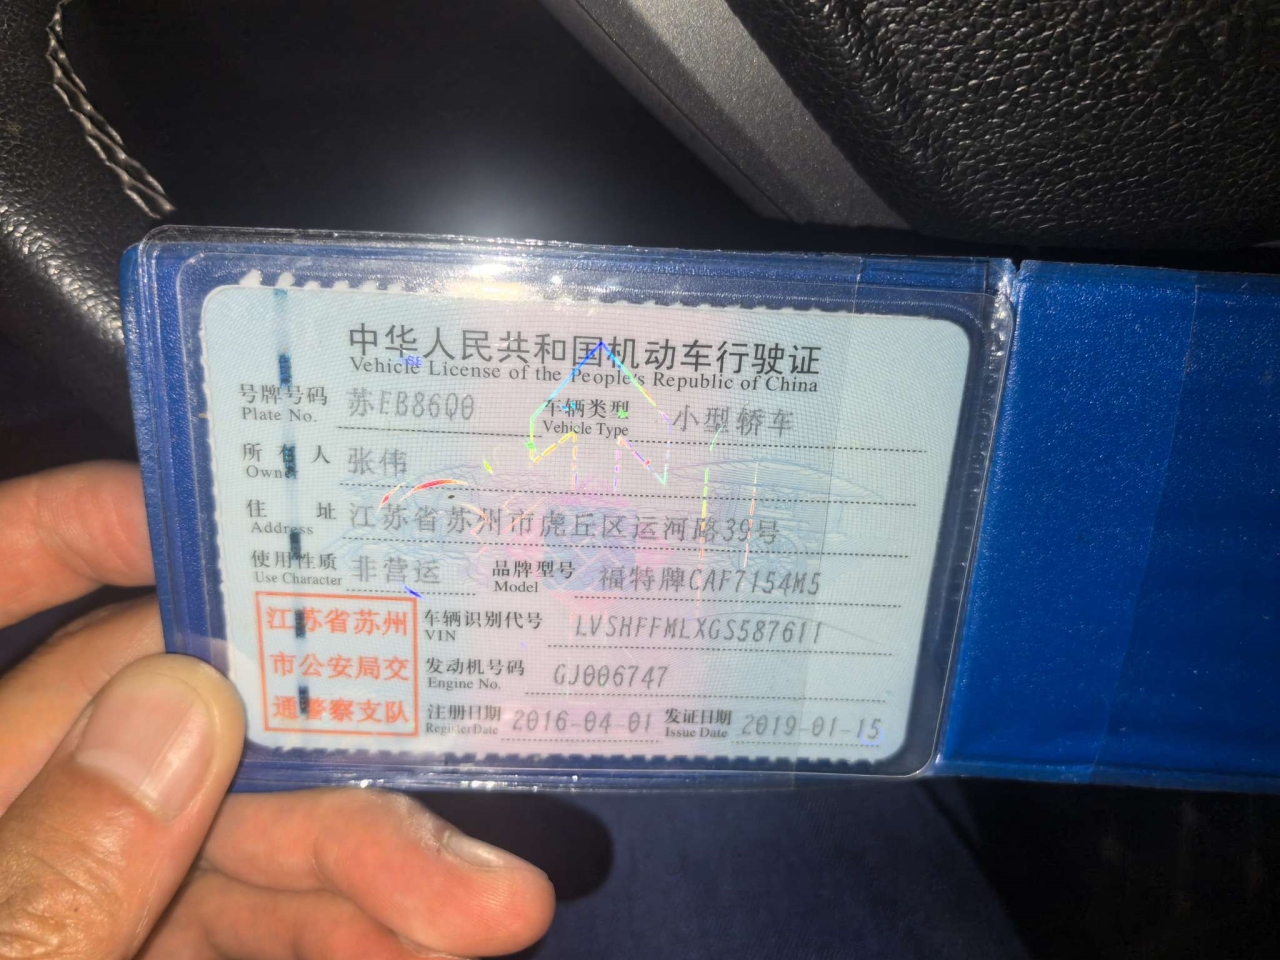 中华人民共和国机动车行驶证
Vehicle License of the People's Republic of China
号牌号码 苏EB86Q0 车辆类型 小型轿车
Plate No. Vehicle Type
所有人 张伟
Owner
住址 江苏省苏州市虎丘区运河路39号
Address
使用性质 非营运 品牌型号 福特牌CAF7154M5
Use Character Model
江苏省苏州
市公安局交
通警察支队
车辆识别代号 LVSHFFMLXGS587611
VIN
发动机号码 GJ006747
Engine No.
注册日期 2016-04-01 发证日期 2019-01-15
Register Date Issue Date